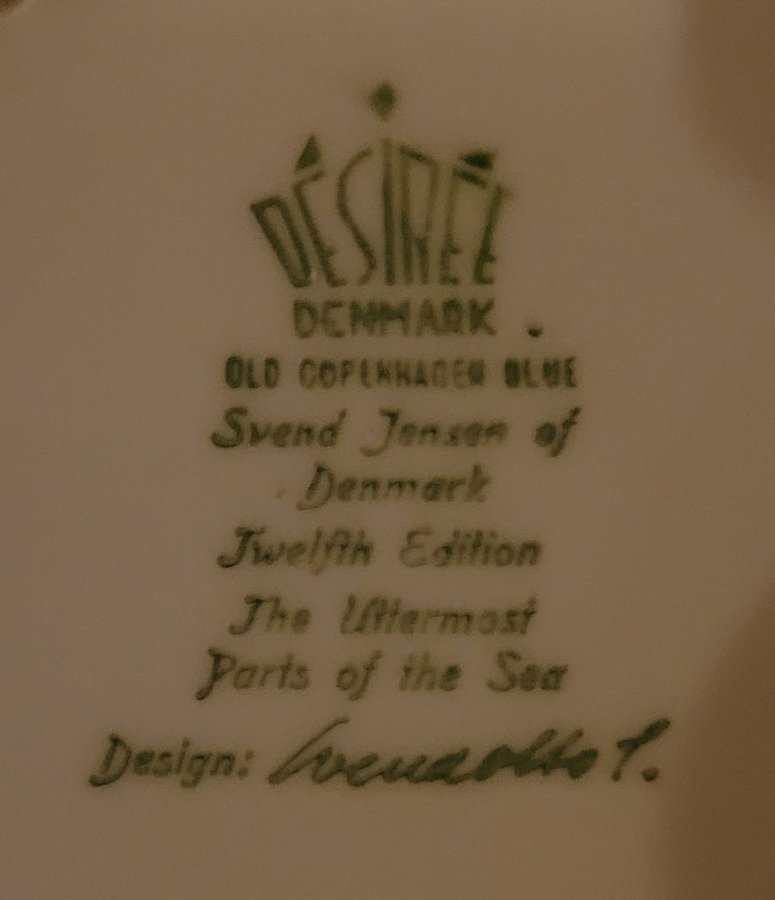 DÉSIRÉE
DENMARK
OLD COPENHAGEN BLUE
Svend Jensen of
Denmark
Twelfth Edition
The Uttermost
Parts of the Sea
Design: